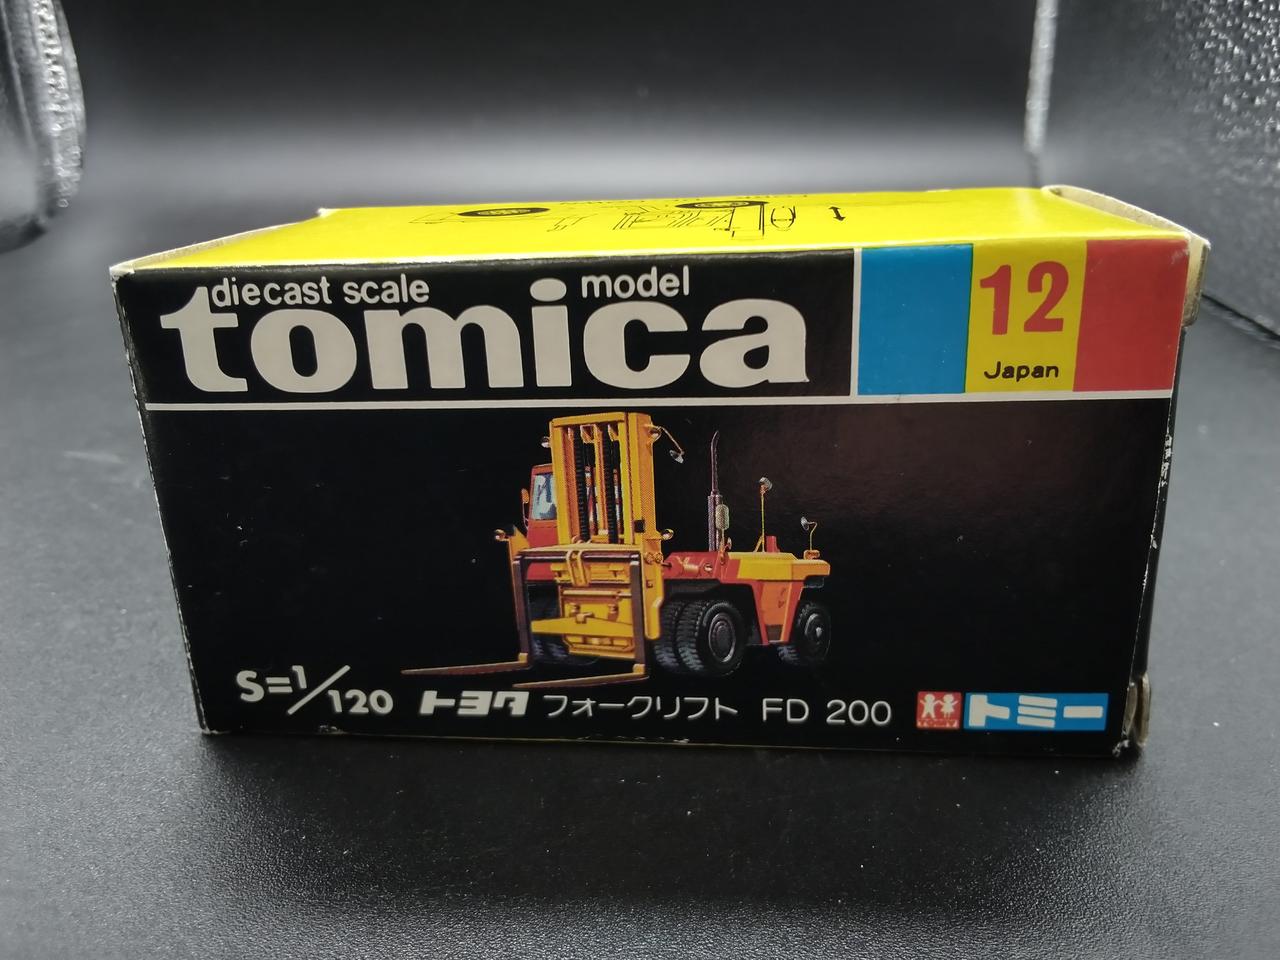 diecast scale model
tomica
12
Japan
S=1/120
トヨタ フォークリフト FD 200
TOMY
トミー